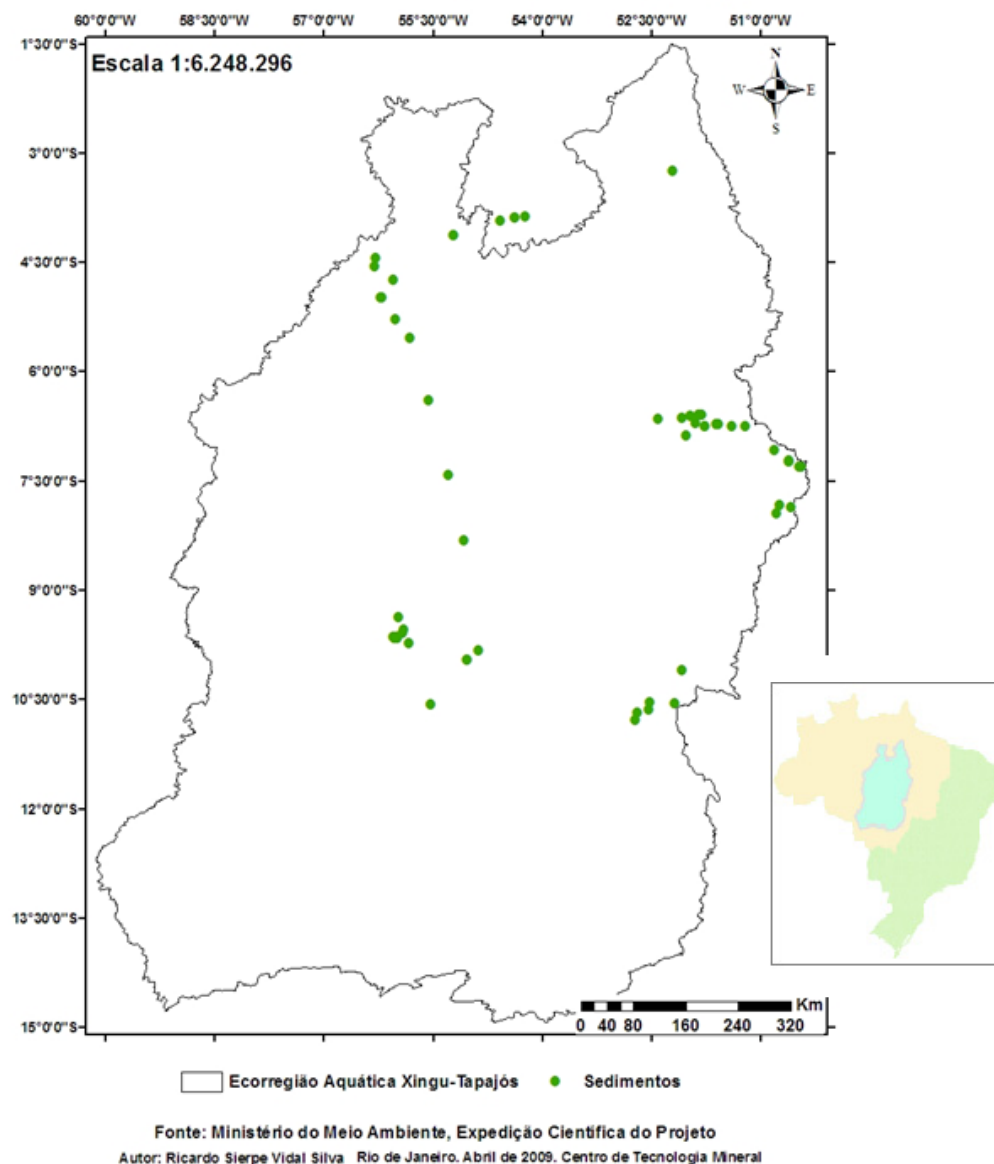 60°0'0"W 58°30'0"W 57°0'0"W 55°30'0"W 54°0'0"W 52°30'0"W 51°0'0"W
1°30'0"S
Escala 1:6.248.296
N
W E
S
3°0'0"S
4°30'0"S
6°0'0"S
7°30'0"S
9°0'0"S
10°30'0"S
12°0'0"S
13°30'0"S
15°0'0"S
Km
0 40 80 160 240 320
Ecorregião Aquática Xingu-Tapajós Sedimentos
Fonte: Ministério do Meio Ambiente, Expedição Cientifica do Projeto
Autor: Ricardo Sierpe Vidal Silva Rio de Janeiro. Abril de 2009. Centro de Tecnologia Mineral